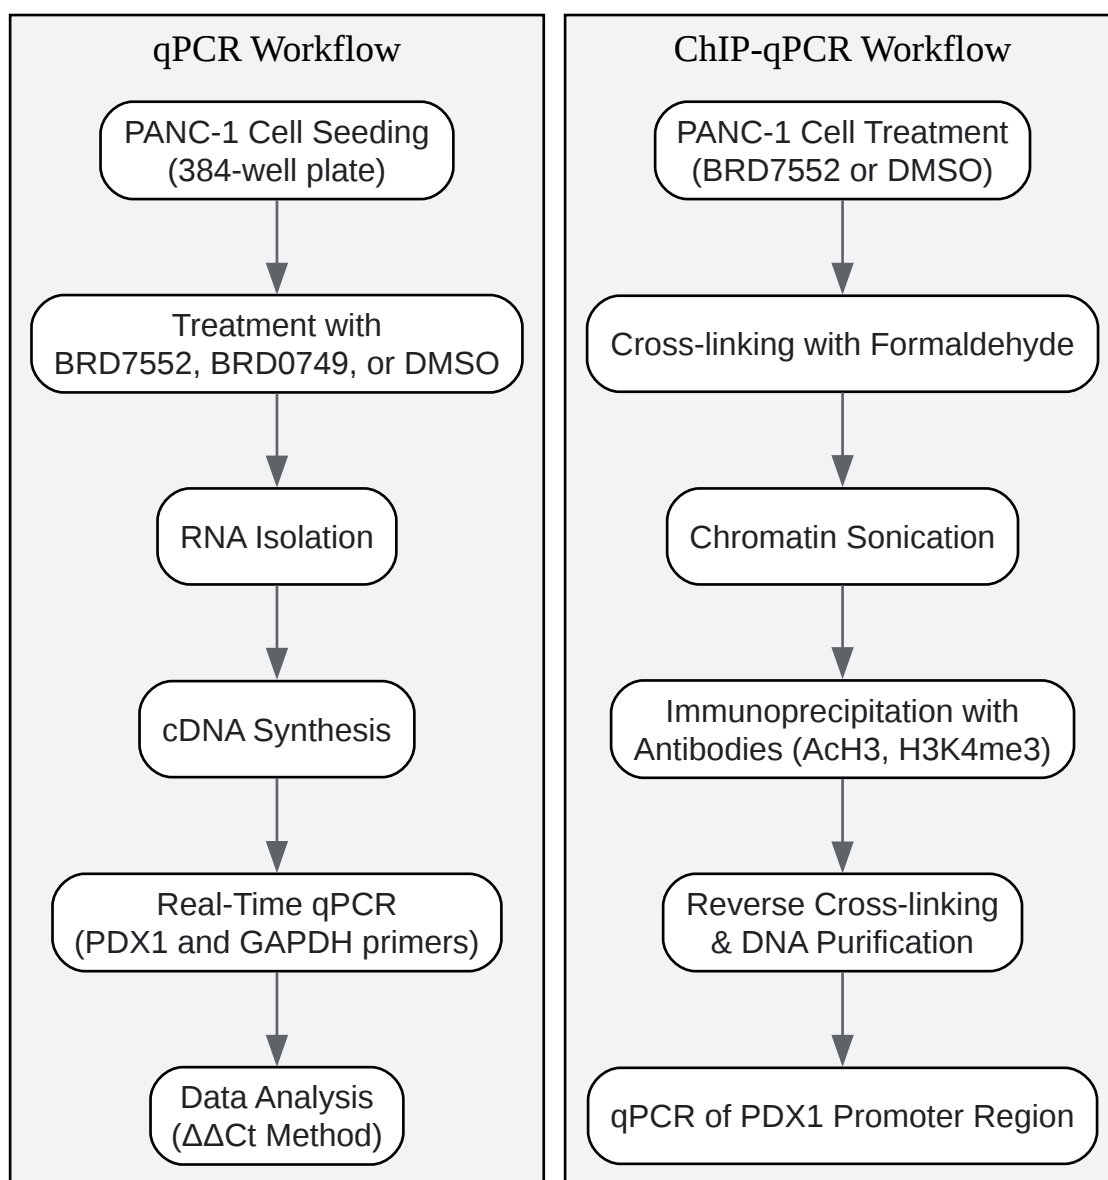 qPCR Workflow
PANC-1 Cell Seeding
(384-well plate)
Treatment with
BRD7552, BRD0749, or DMSO
RNA Isolation
cDNA Synthesis
Real-Time qPCR
(PDX1 and GAPDH primers)
Data Analysis
(ΔΔCt Method)
ChIP-qPCR Workflow
PANC-1 Cell Treatment
(BRD7552 or DMSO)
Cross-linking with Formaldehyde
Chromatin Sonication
Immunoprecipitation with
Antibodies (AcH3, H3K4me3)
Reverse Cross-linking
& DNA Purification
qPCR of PDX1 Promoter Region